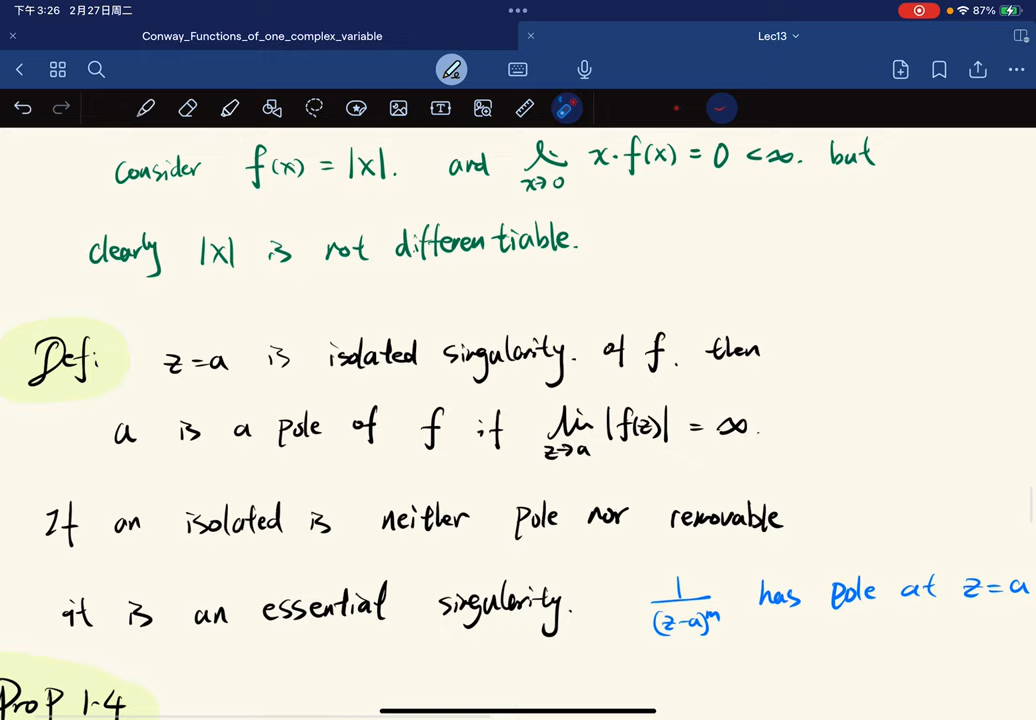 下午3:26 2月27日周二
87%
Conway_Functions_of_one_complex_variable
Lec13
consider f(x) = |x|. and lim x→0 x·f(x) = 0 < ∞. but
clearly |x| is not differentiable.
Def: z=a is isolated singularity. of f. then
a is a pole of f if lim z→a |f(z)| = ∞.
If an isolated is neither pole nor removable
it is an essential singularity.
1/(z-a)^m has pole at z=a
Prop 1.4